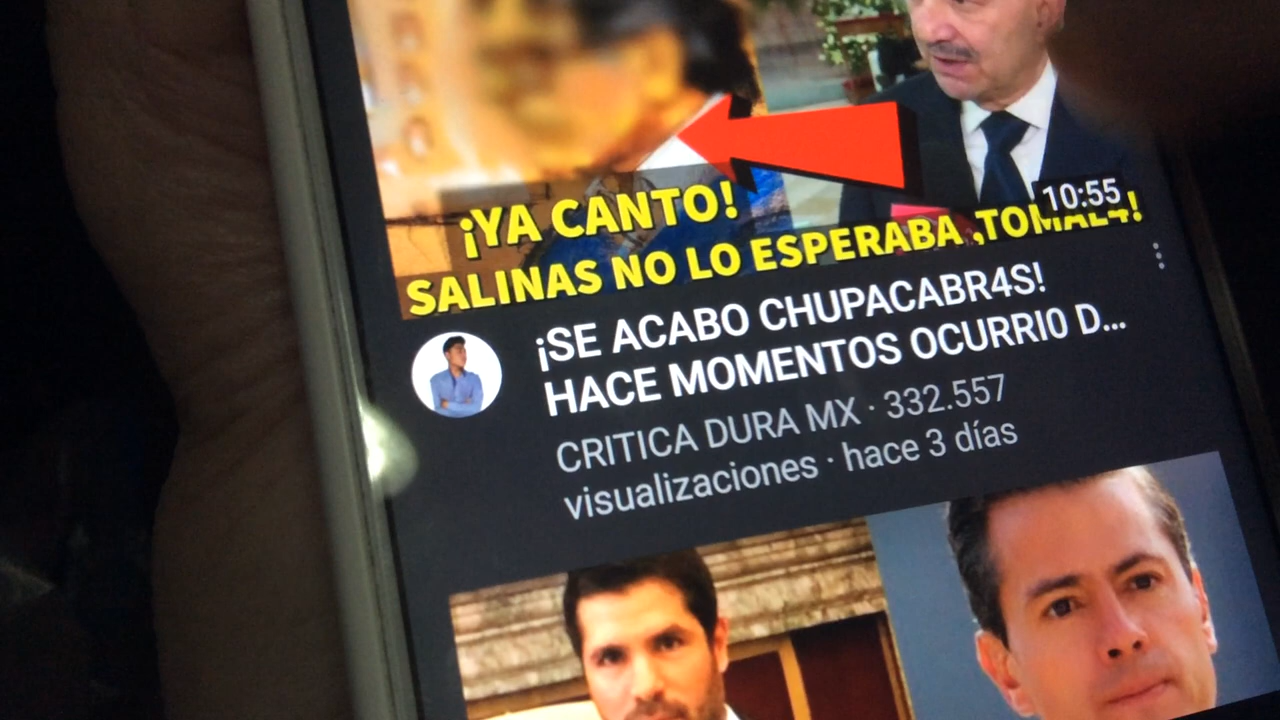 ¡YA CANTO!
10:55
SALINAS NO LO ESPERABA ,TOMAL4!
¡SE ACABO CHUPACABR4S!
HACE MOMENTOS OCURRI0 D...
CRITICA DURA MX · 332.557
visualizaciones · hace 3 días